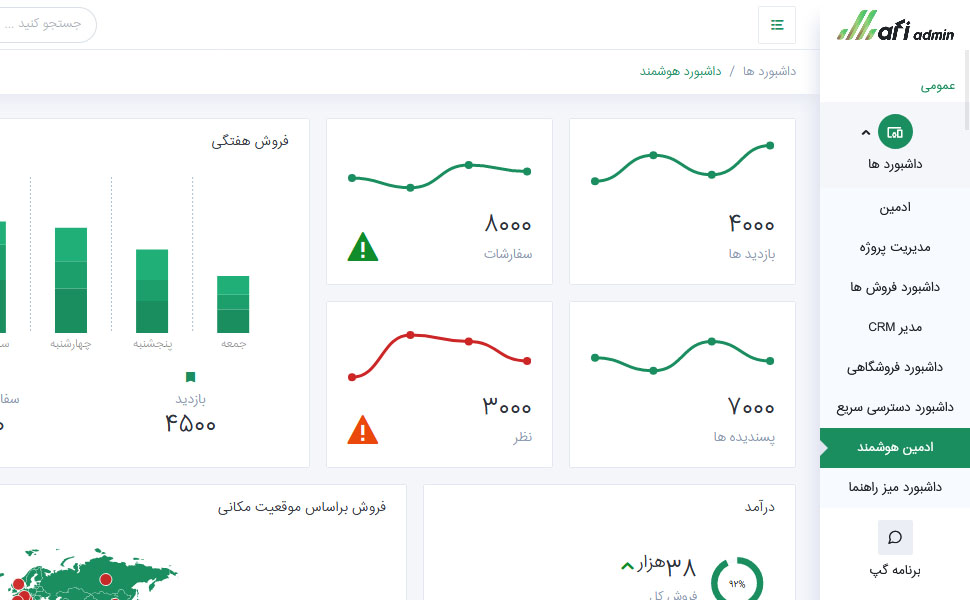 afi admin
جستجو کنید ...
عمومی
داشبورد ها / داشبورد هوشمند
داشبورد ها
ادمین
مدیریت پروژه
داشبورد فروش ها
مدیر CRM
داشبورد فروشگاهی
داشبورد دسترسی سریع
ادمین هوشمند
داشبورد میز راهنما
برنامه گپ
۴۰۰۰
بازدید ها
۸۰۰۰
سفارشات
۷۰۰۰
پسندیده ها
۳۰۰۰
نظر
فروش هفتگی
جمعه
پنجشنبه
چهارشنبه
بازدید
۴۵۰۰
درآمد
۹۲%
۳۸هزار
فروش کل
فروش براساس موقعیت مکانی